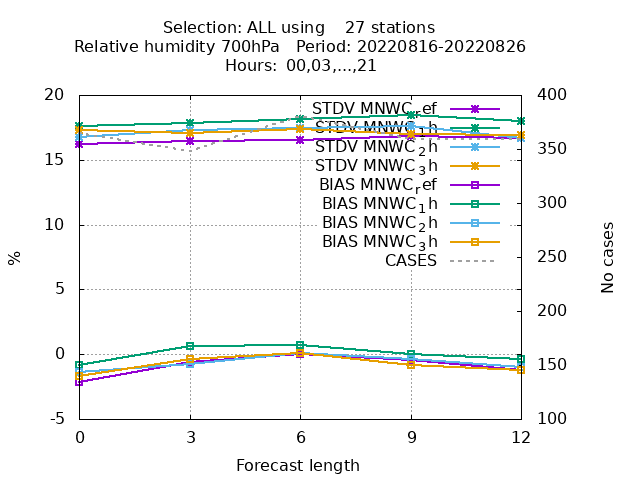 Selection: ALL using 27 stations
Relative humidity 700hPa Period: 20220816-20220826
Hours: 00,03,...,21
20
15
10
5
0
-5
400
350
300
250
200
150
100
%
No cases
STDV MNWC_ref
STDV MNWC_1h
STDV MNWC_2h
STDV MNWC_3h
BIAS MNWC_ref
BIAS MNWC_1h
BIAS MNWC_2h
BIAS MNWC_3h
CASES
0 3 6 9 12
Forecast length